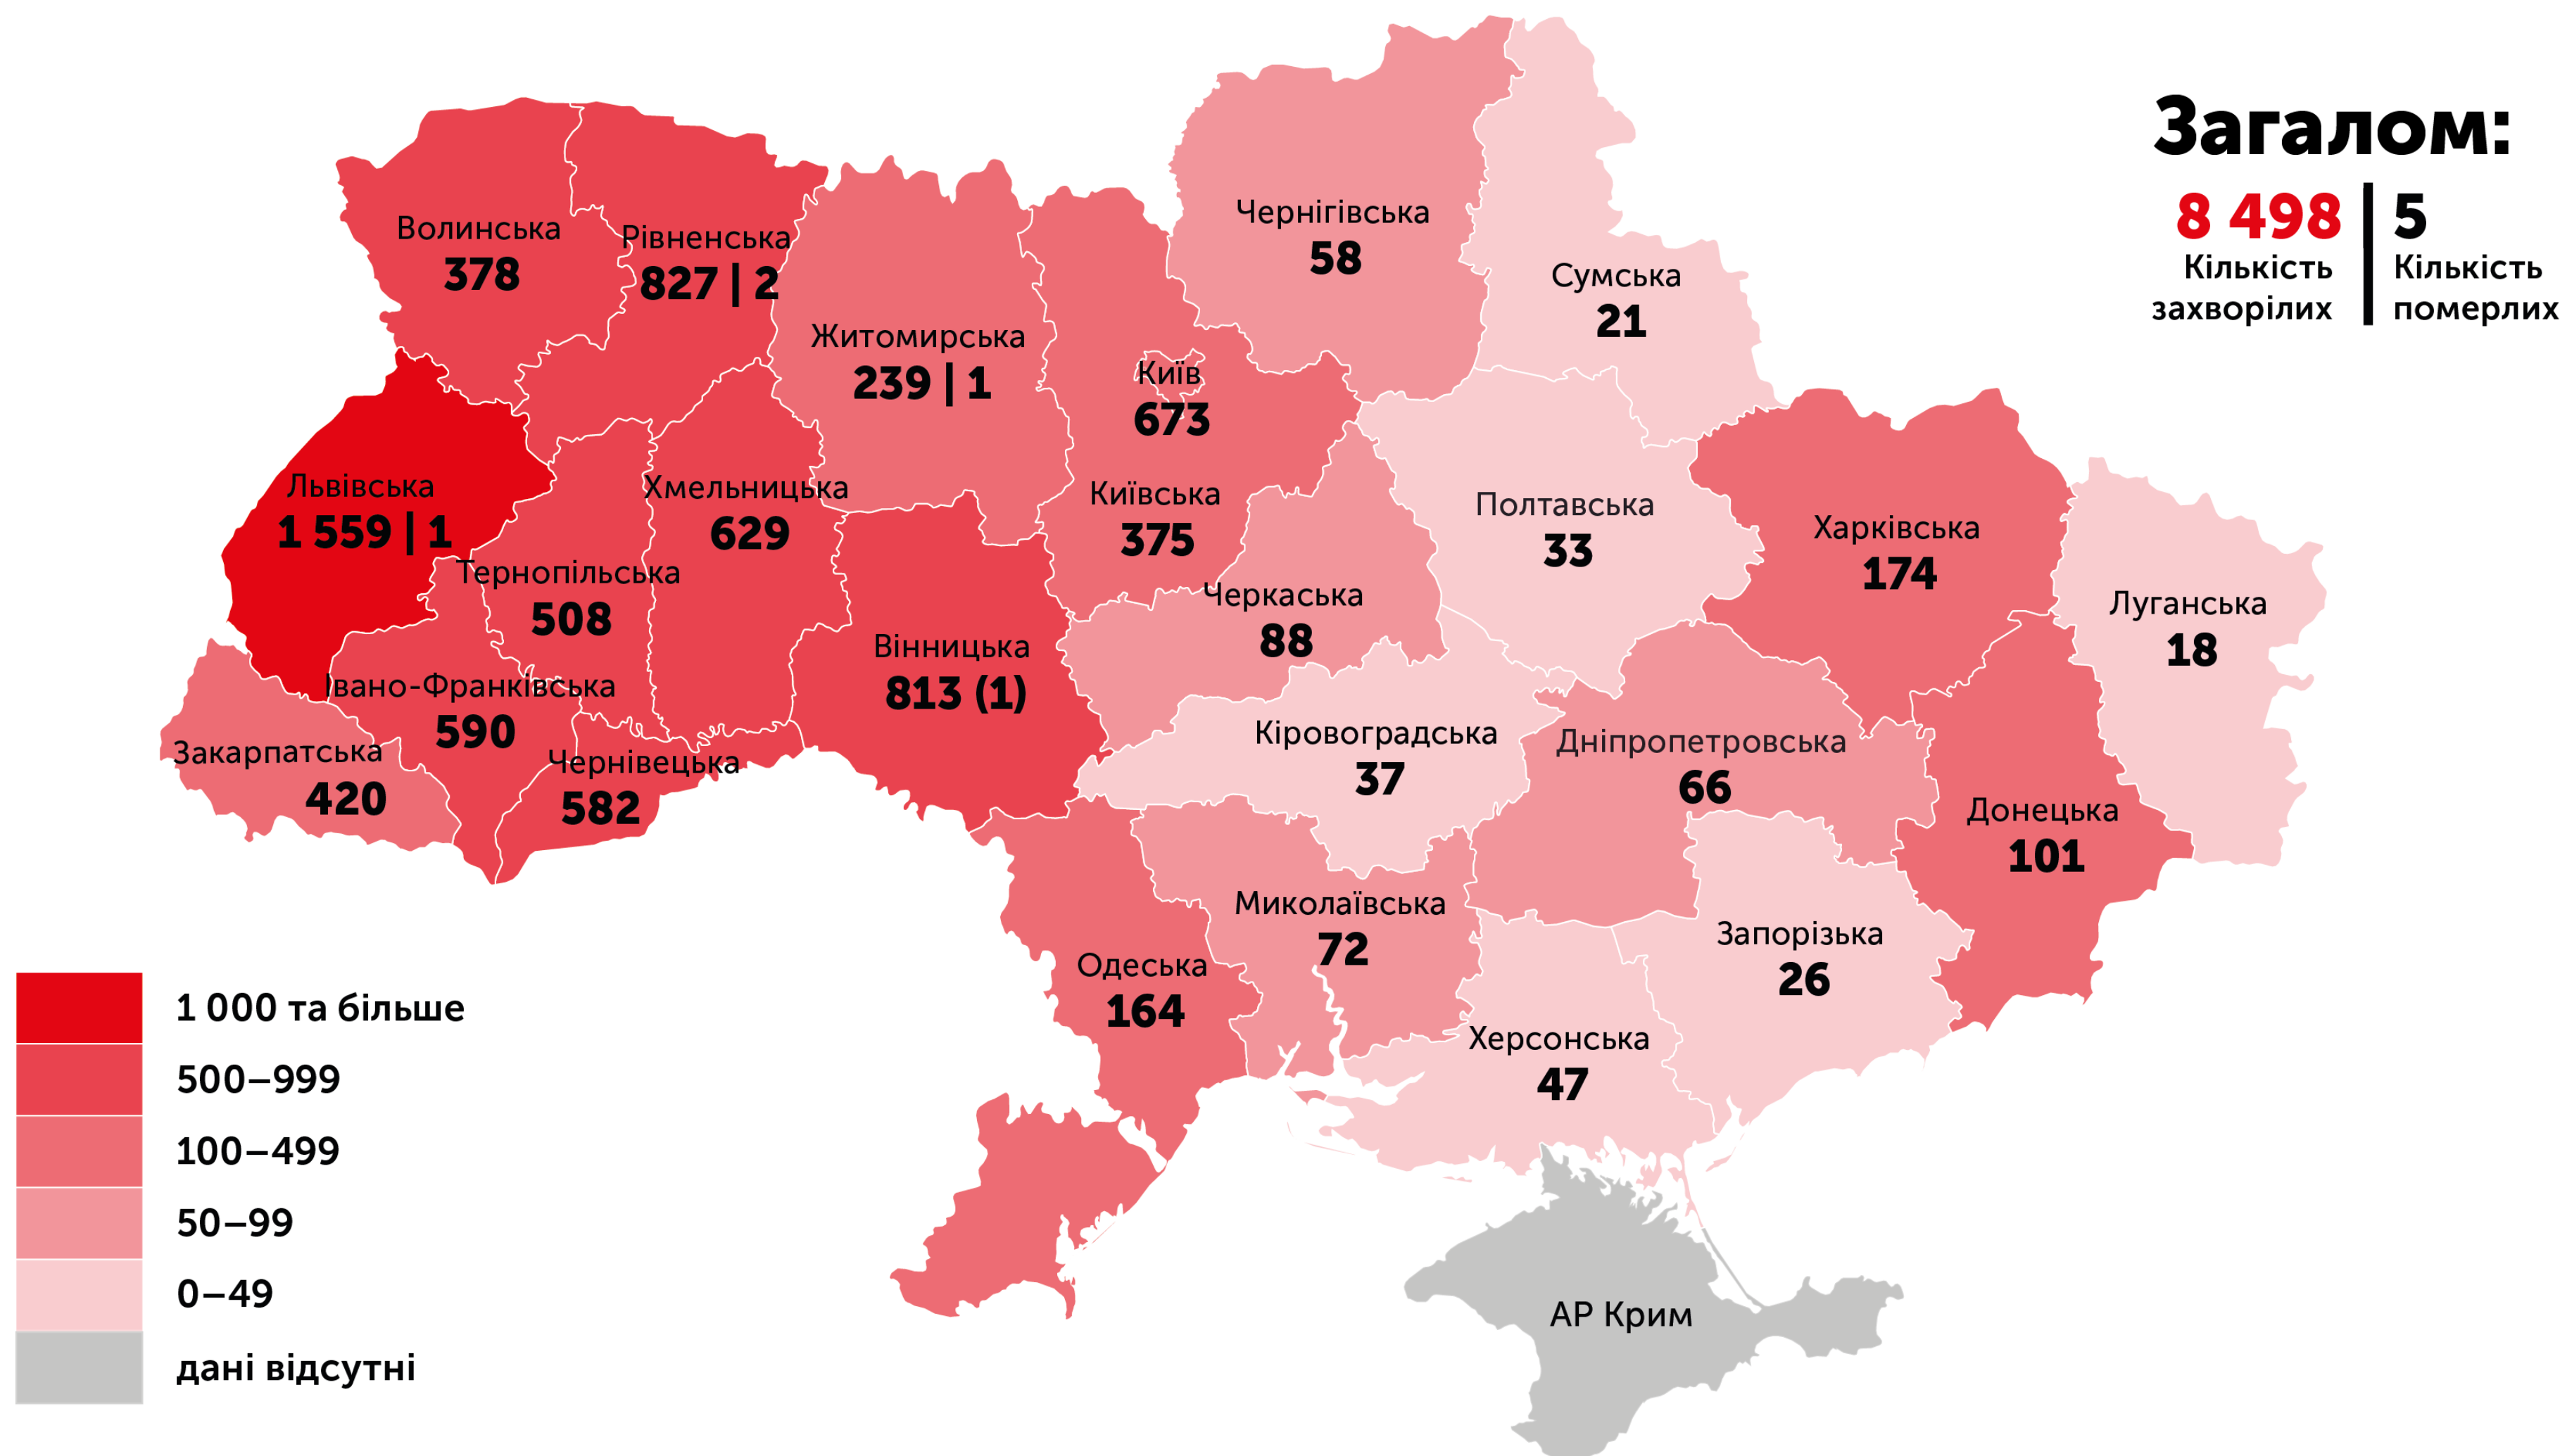 Загалом:
8 498 | 5
Кількість захворілих
Кількість померлих
Чернігівська
58
Сумська
21
Волинська
378
Рівненська
827 | 2
Житомирська
239 | 1
Київ
673
Київська
375
Львівська
1 559 | 1
Хмельницька
629
Тернопільська
508
Полтавська
33
Харківська
174
Луганська
18
Черкаська
88
Вінницька
813 (1)
Івано-Франківська
590
Закарпатська
420
Чернівецька
582
Кіровоградська
37
Дніпропетровська
66
Донецька
101
Миколаївська
72
Запорізька
26
Одеська
164
Херсонська
47
АР Крим
1 000 та більше
500–999
100–499
50–99
0–49
дані відсутні